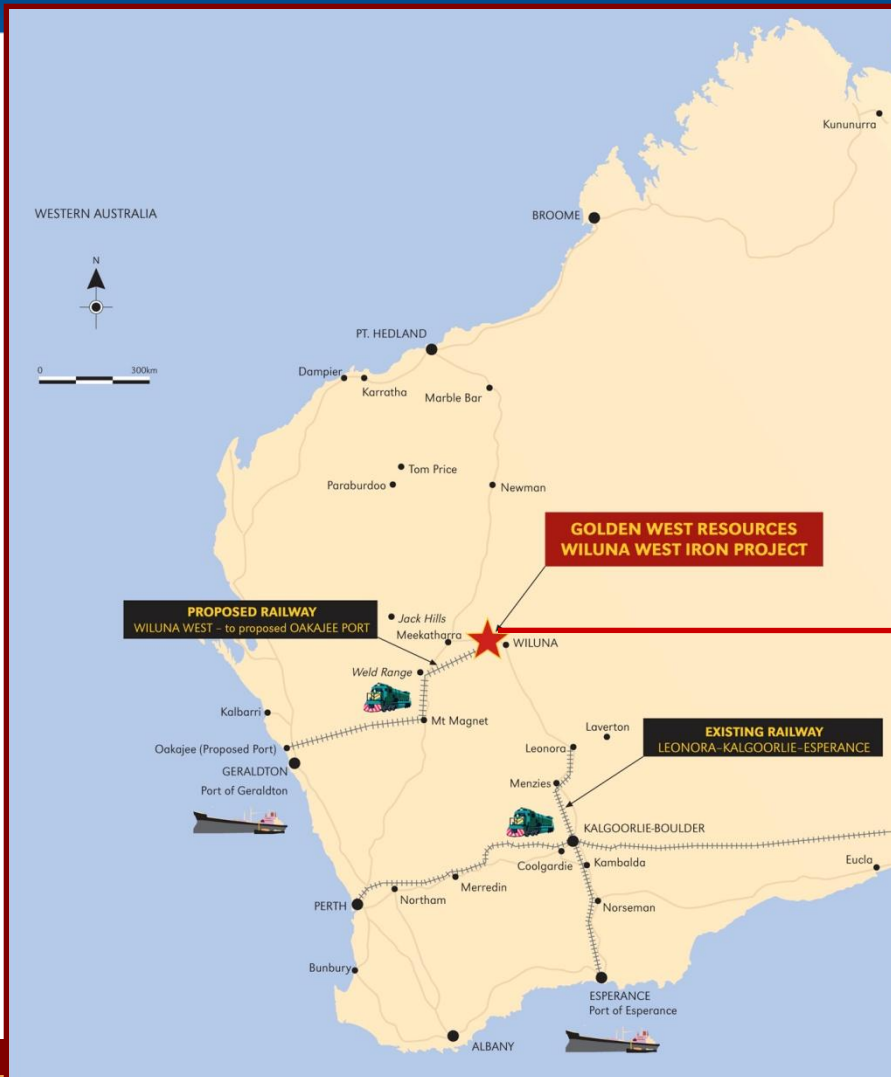 Kununurra
WESTERN AUSTRALIA
BROOME
N
PT. HEDLAND
0 300km
Dampier
Karratha
Marble Bar
Tom Price
Paraburdoo
Newman
GOLDEN WEST RESOURCES
WILUNA WEST IRON PROJECT
PROPOSED RAILWAY
WILUNA WEST – to proposed OAKAJEE PORT
Jack Hills
Meekatharra
WILUNA
Weld Range
Kalbarri
Mt Magnet
Laverton
EXISTING RAILWAY
LEONORA–KALGOORLIE–ESPERANCE
Oakajee (Proposed Port)
Leonora
GERALDTON
Port of Geraldton
Menzies
KALGOORLIE-BOULDER
Coolgardie
Kambalda
Eucla
Merredin
Northam
PERTH
Norseman
Bunbury
ESPERANCE
Port of Esperance
ALBANY